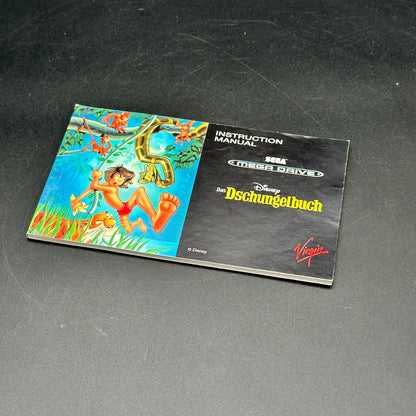 INSTRUCTION
MANUAL
SEGA
MEGA DRIVE
Disney
Das Dschungelbuch
© Disney
Virgin